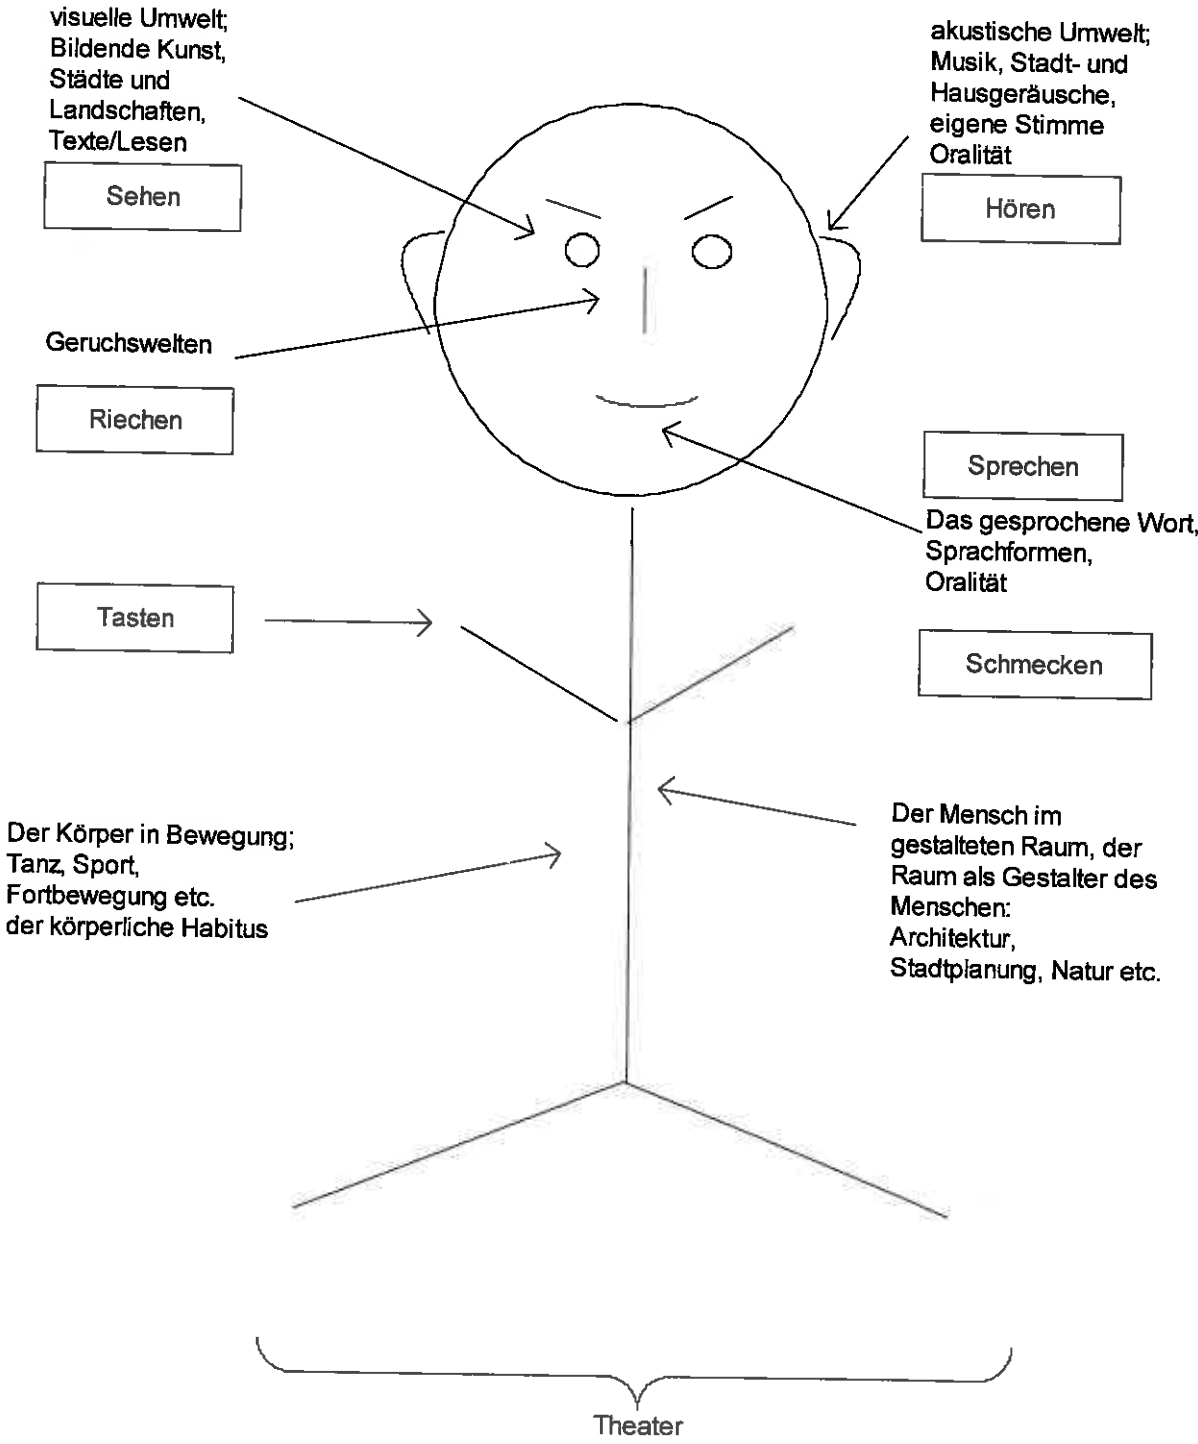 visuelle Umwelt;
Bildende Kunst,
Städte und
Landschaften,
Texte/Lesen
Sehen
akustische Umwelt;
Musik, Stadt- und
Hausgeräusche,
eigene Stimme
Oralität
Hören
Geruchswelten
Riechen
Sprechen
Das gesprochene Wort,
Sprachformen,
Oralität
Tasten
Schmecken
Der Körper in Bewegung;
Tanz, Sport,
Fortbewegung etc.
der körperliche Habitus
Der Mensch im
gestalteten Raum, der
Raum als Gestalter des
Menschen:
Architektur,
Stadtplanung, Natur etc.
Theater